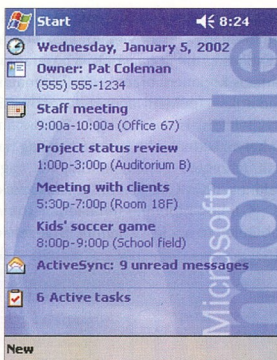 Start 8:24
Wednesday, January 5, 2002
Owner: Pat Coleman
(555) 555-1234
Staff meeting
9:00a-10:00a (Office 67)
Project status review
1:00p-3:00p (Auditorium B)
Meeting with clients
5:30p-7:00p (Room 18F)
Kids' soccer game
8:00p-9:00p (School field)
ActiveSync: 9 unread messages
6 Active tasks
New
Microsoft
mobile